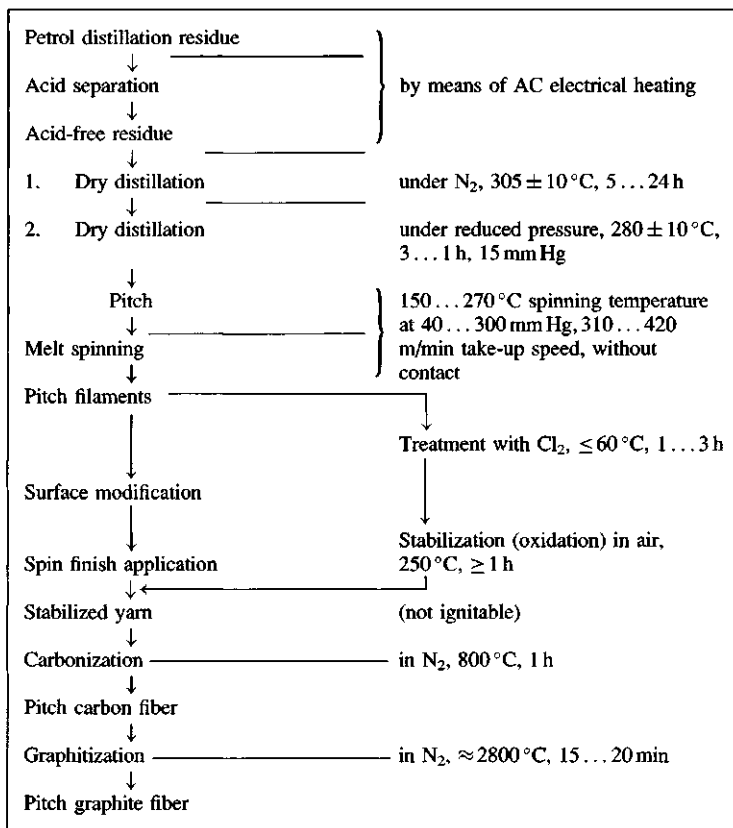 Petrol distillation residue
Acid separation
by means of AC electrical heating
Acid-free residue
1. Dry distillation
under N₂, 305 ± 10 °C, 5 … 24 h
2. Dry distillation
under reduced pressure, 280 ± 10 °C,
3 … 1 h, 15 mm Hg
Pitch
150 … 270 °C spinning temperature
at 40 … 300 mm Hg, 310 … 420
Melt spinning
m/min take-up speed, without
contact
Pitch filaments
Treatment with Cl₂, ≤ 60 °C, 1 … 3 h
Surface modification
Stabilization (oxidation) in air,
Spin finish application
250 °C, ≥ 1 h
Stabilized yarn
(not ignitable)
Carbonization
in N₂, 800 °C, 1 h
Pitch carbon fiber
Graphitization
in N₂, ≈ 2800 °C, 15 … 20 min
Pitch graphite fiber